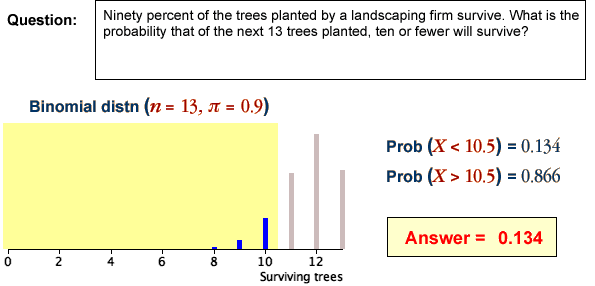 Question:
Ninety percent of the trees planted by a landscaping firm survive. What is the
probability that of the next 13 trees planted, ten or fewer will survive?
Binomial distn (n = 13, π = 0.9)
Prob (X < 10.5) = 0.134
Prob (X > 10.5) = 0.866
Answer = 0.134
0 2 4 6 8 10 12
Surviving trees